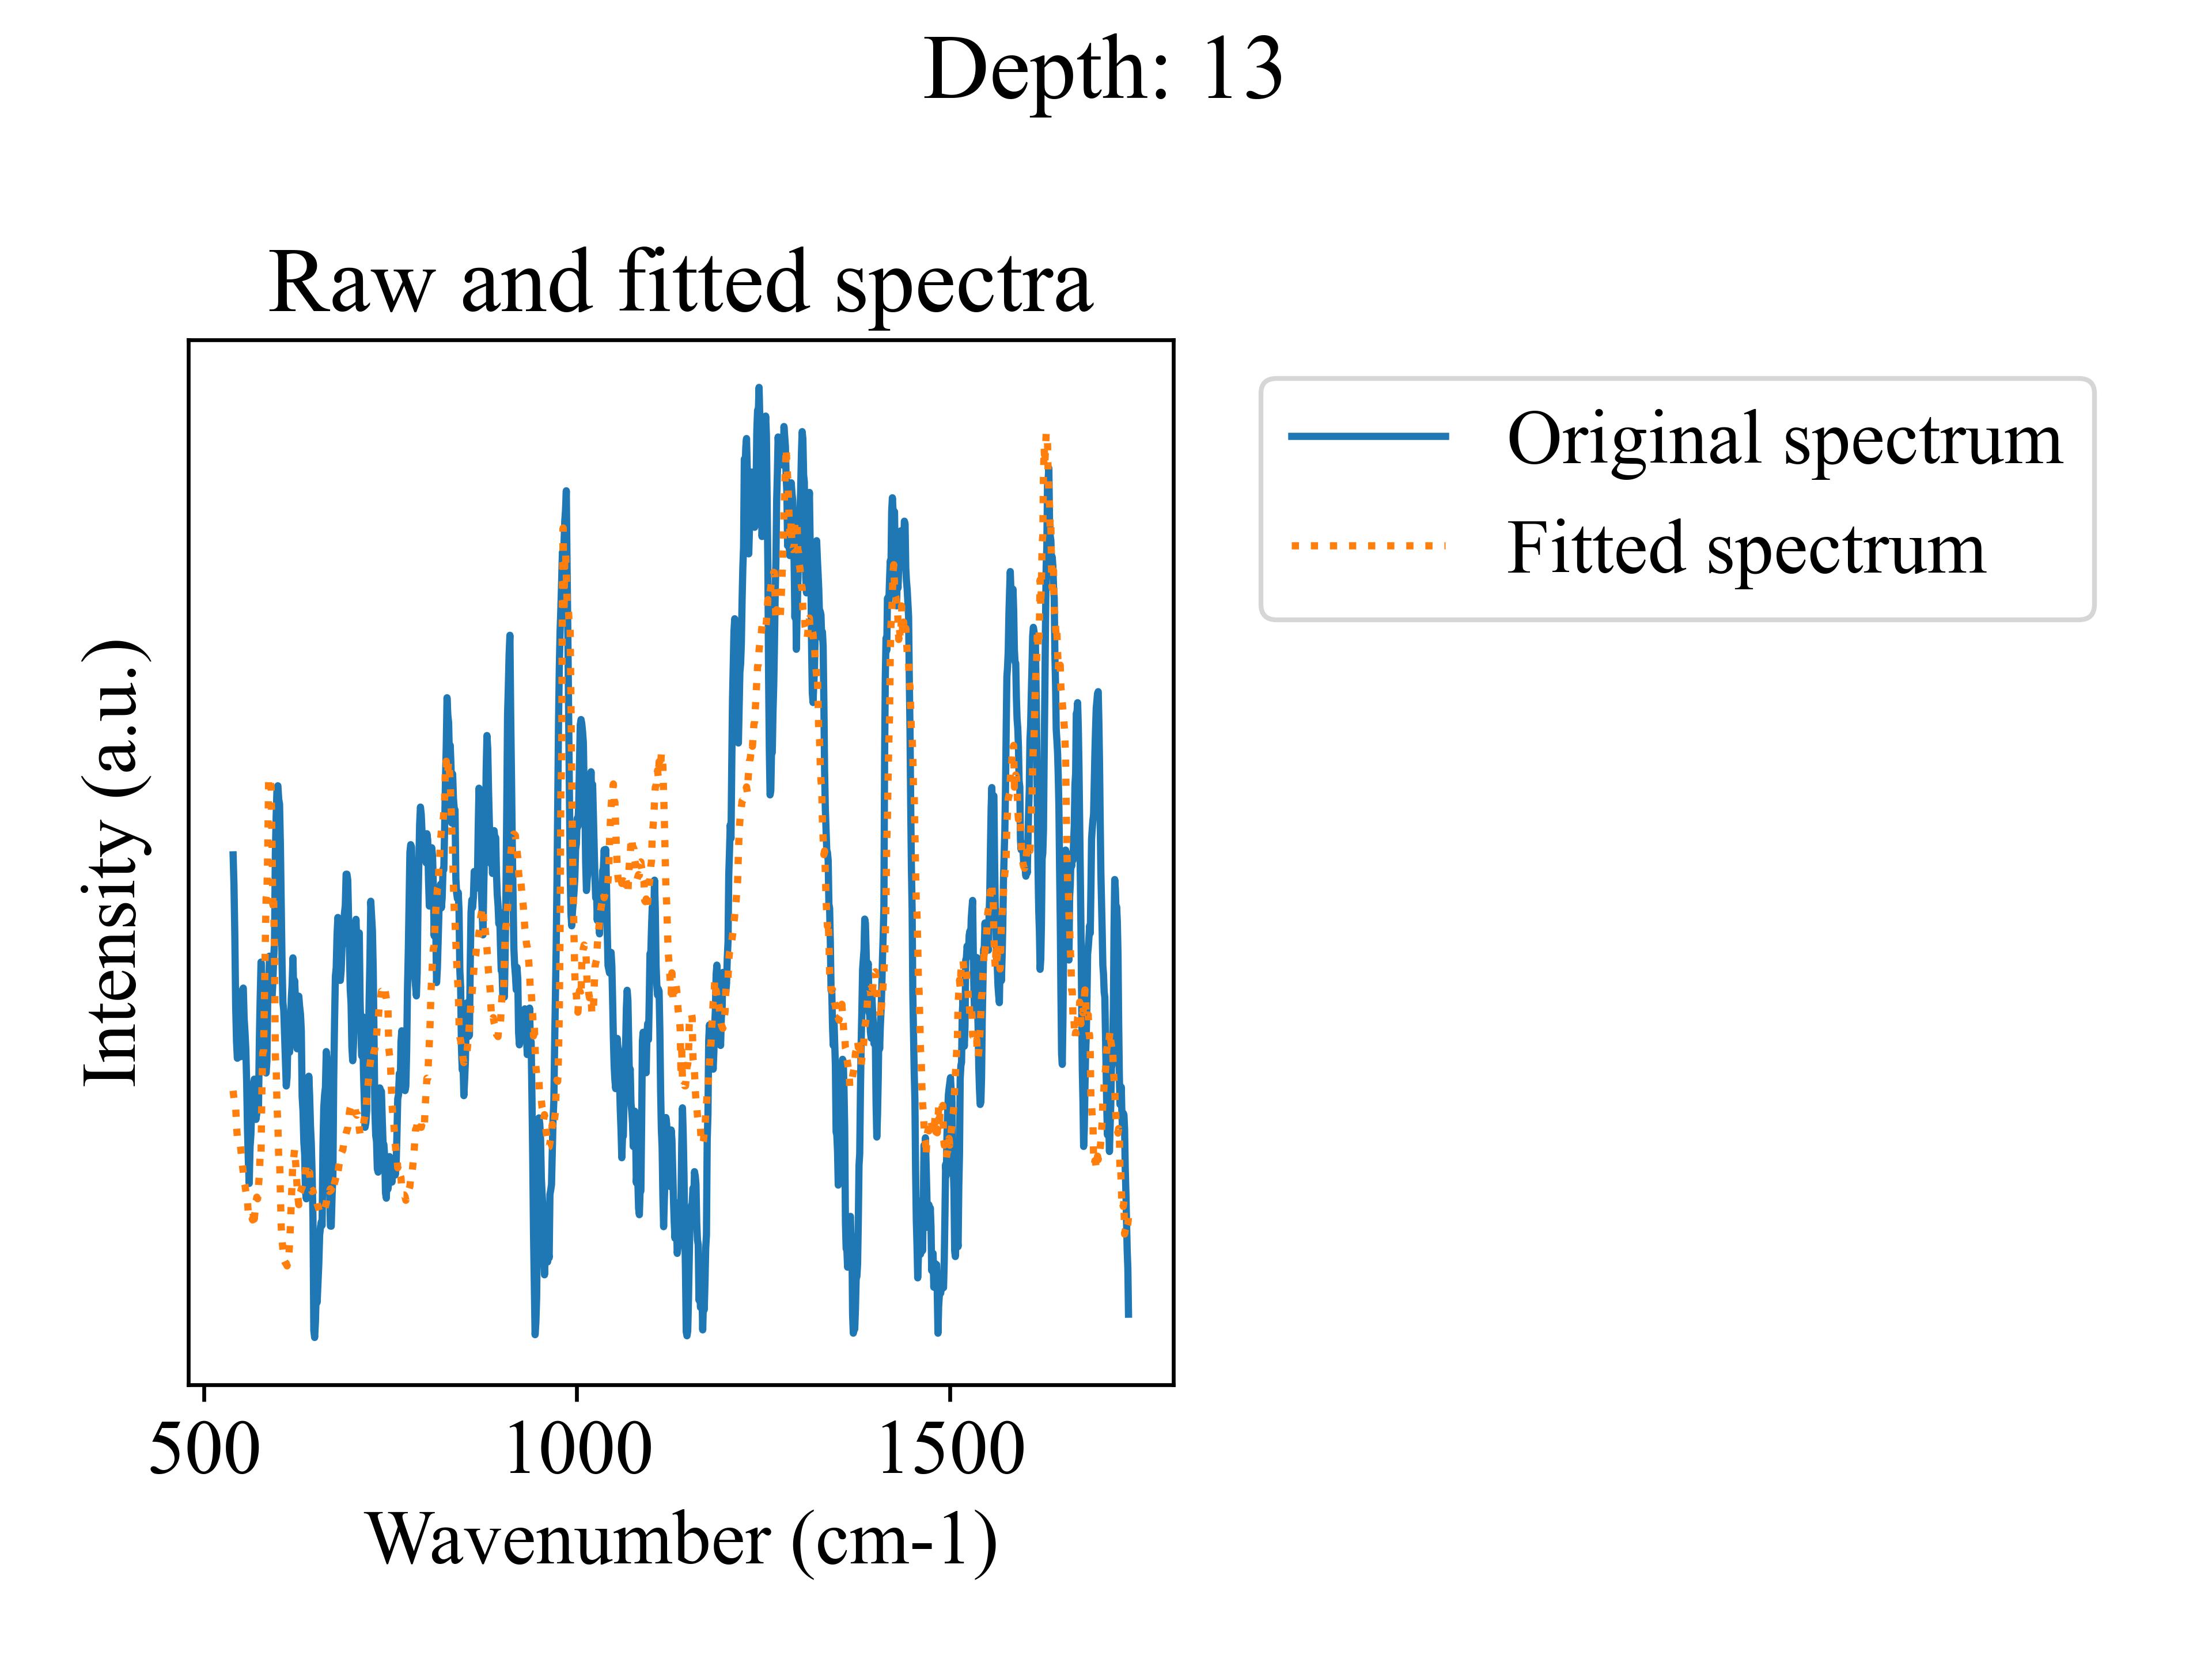 Depth: 13
Raw and fitted spectra
Original spectrum
Fitted spectrum
Intensity (a.u.)
500 1000 1500
Wavenumber (cm-1)